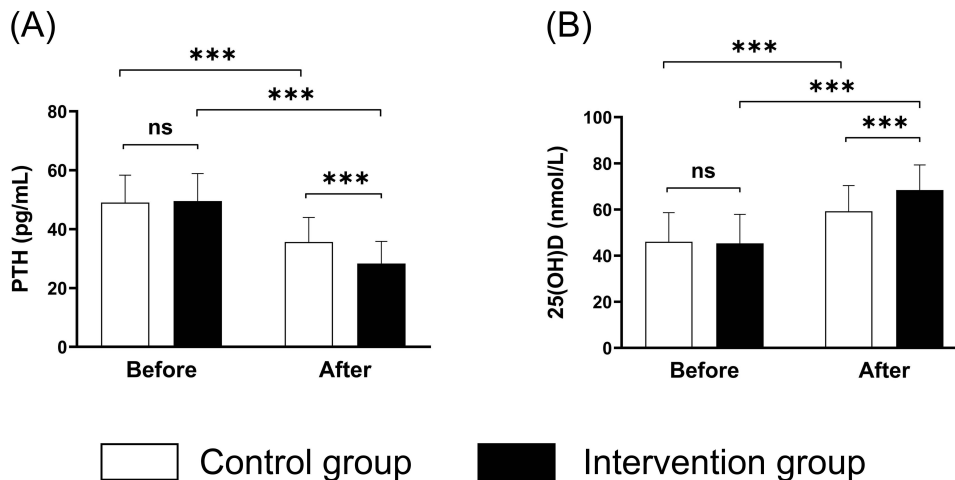 (A)
***
***
ns
***
PTH (pg/mL)
80
60
40
20
0
Before After
(B)
***
***
***
ns
25(OH)D (nmol/L)
100
80
60
40
20
0
Before After
Control group Intervention group